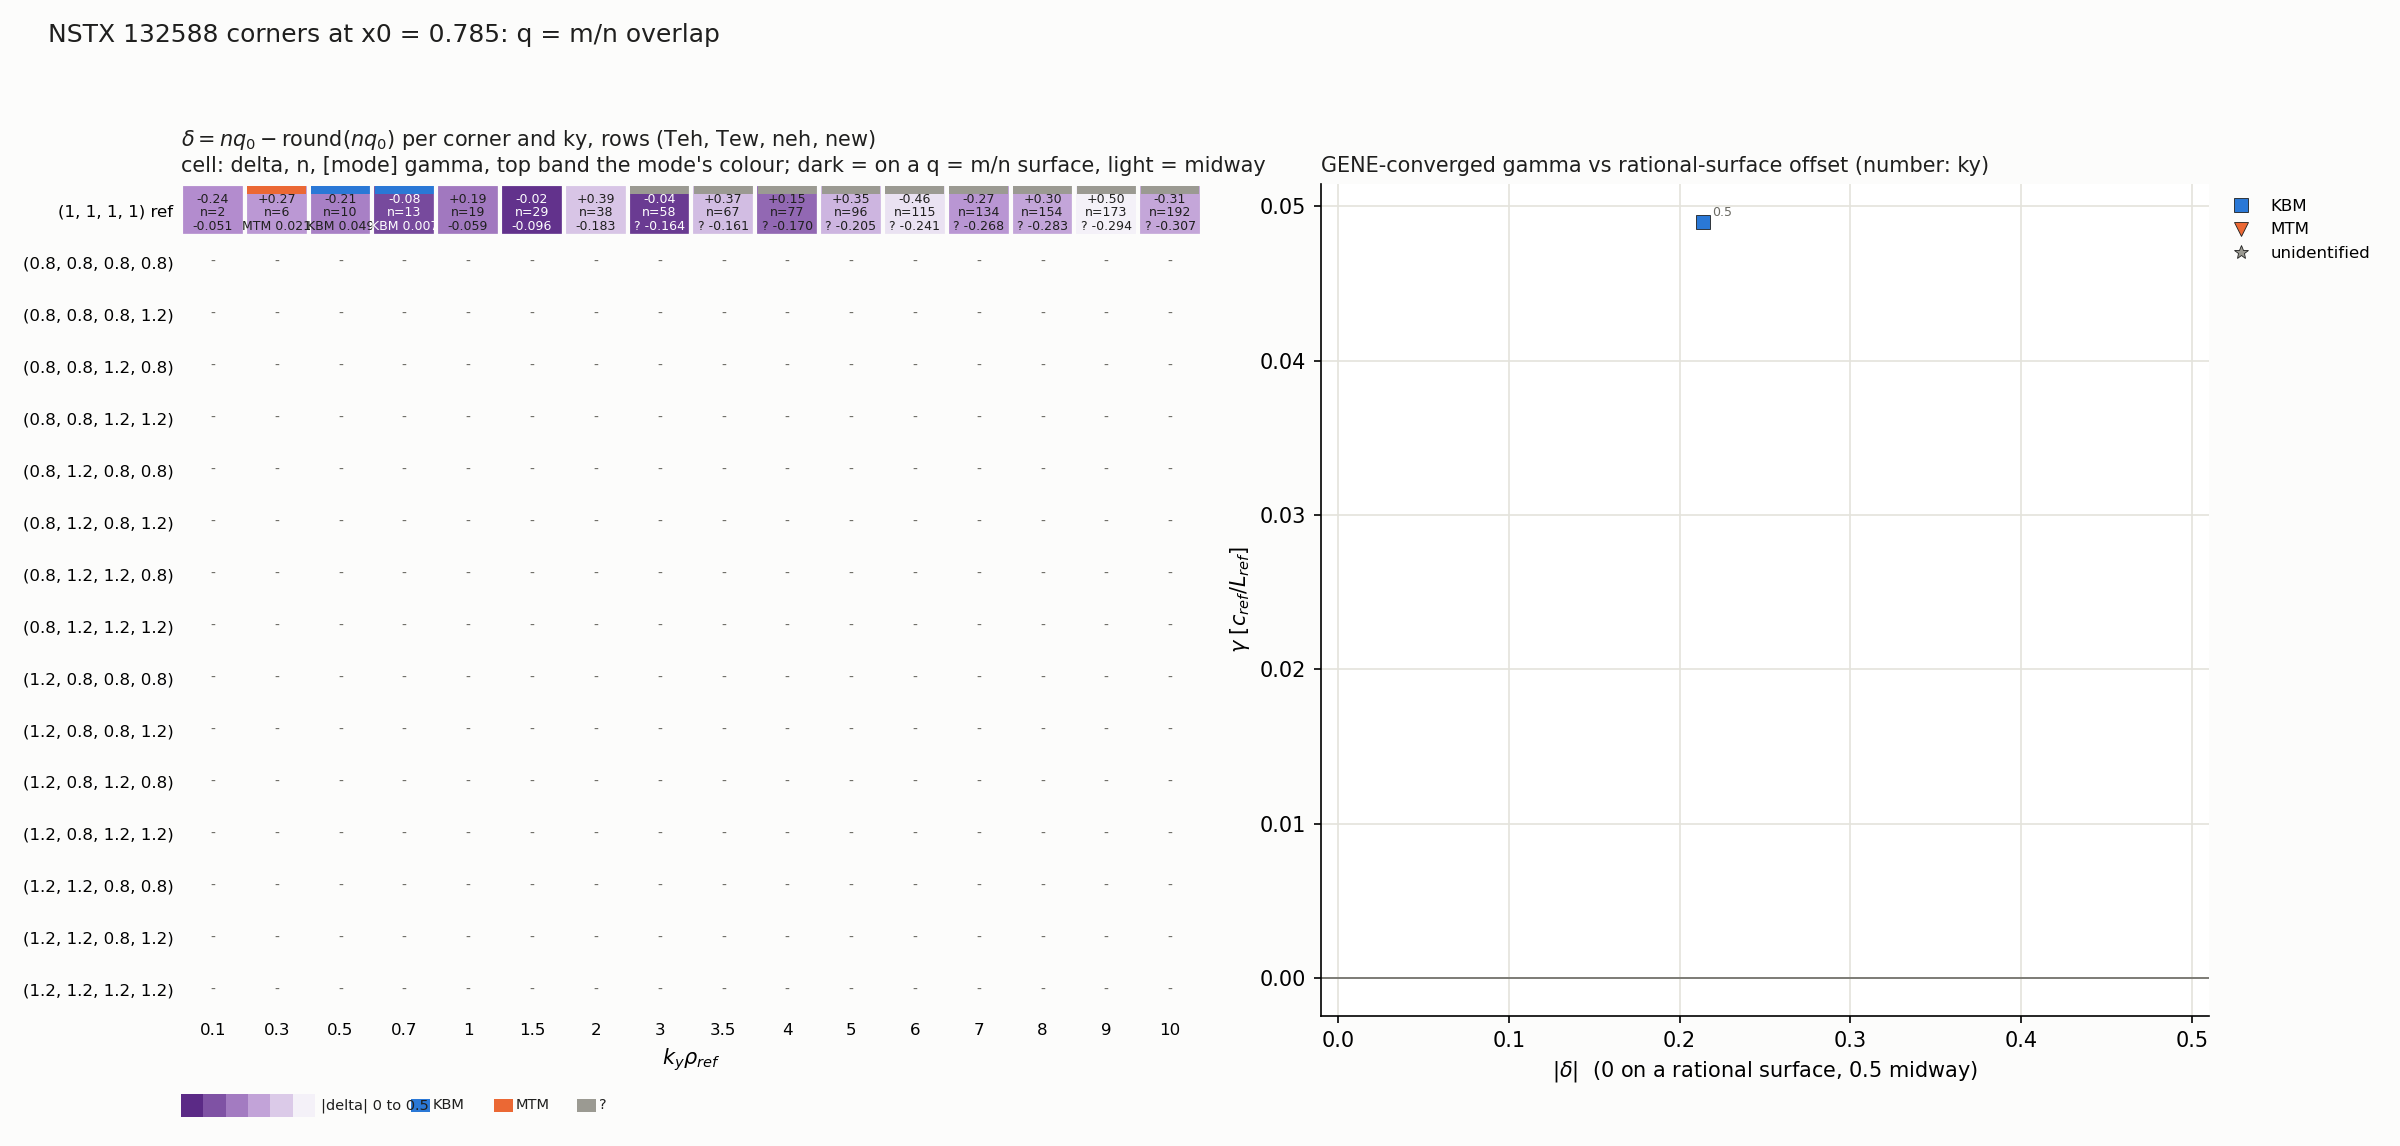 NSTX 132588 corners at x0 = 0.785: q = m/n overlap
δ = nq₀ − round(nq₀) per corner and ky, rows (Teh, Tew, neh, new)
cell: delta, n, [mode] gamma, top band the mode's colour; dark = on a q = m/n surface, light = midway
(1, 1, 1, 1) ref
-0.24 +0.27 -0.21 -0.08 +0.19 -0.02 +0.39 -0.04 +0.37 +0.15 +0.35 -0.46 -0.27 +0.30 +0.50 -0.31
n=2 n=6 n=10 n=13 n=19 n=29 n=38 n=58 n=67 n=77 n=96 n=115 n=134 n=154 n=173 n=192
-0.051 MTM 0.021 KBM 0.049 KBM 0.007 -0.059 -0.096 -0.183 ? -0.164 ? -0.161 ? -0.170 ? -0.205 ? -0.241 ? -0.268 ? -0.283 ? -0.294 ? -0.307
(0.8, 0.8, 0.8, 0.8) - - - - - - - - - - - - - - - -
(0.8, 0.8, 0.8, 1.2) - - - - - - - - - - - - - - - -
(0.8, 0.8, 1.2, 0.8) - - - - - - - - - - - - - - - -
(0.8, 0.8, 1.2, 1.2) - - - - - - - - - - - - - - - -
(0.8, 1.2, 0.8, 0.8) - - - - - - - - - - - - - - - -
(0.8, 1.2, 0.8, 1.2) - - - - - - - - - - - - - - - -
(0.8, 1.2, 1.2, 0.8) - - - - - - - - - - - - - - - -
(0.8, 1.2, 1.2, 1.2) - - - - - - - - - - - - - - - -
(1.2, 0.8, 0.8, 0.8) - - - - - - - - - - - - - - - -
(1.2, 0.8, 0.8, 1.2) - - - - - - - - - - - - - - - -
(1.2, 0.8, 1.2, 0.8) - - - - - - - - - - - - - - - -
(1.2, 0.8, 1.2, 1.2) - - - - - - - - - - - - - - - -
(1.2, 1.2, 0.8, 0.8) - - - - - - - - - - - - - - - -
(1.2, 1.2, 0.8, 1.2) - - - - - - - - - - - - - - - -
(1.2, 1.2, 1.2, 1.2) - - - - - - - - - - - - - - - -
0.1 0.3 0.5 0.7 1 1.5 2 3 3.5 4 5 6 7 8 9 10
k_yρ_ref
|delta| 0 to 0.5 KBM MTM ?
GENE-converged gamma vs rational-surface offset (number: ky)
0.05
0.04
0.03
0.02
0.01
0.00
γ [c_ref/L_ref]
0.5
0.0 0.1 0.2 0.3 0.4 0.5
|δ| (0 on a rational surface, 0.5 midway)
KBM
MTM
unidentified